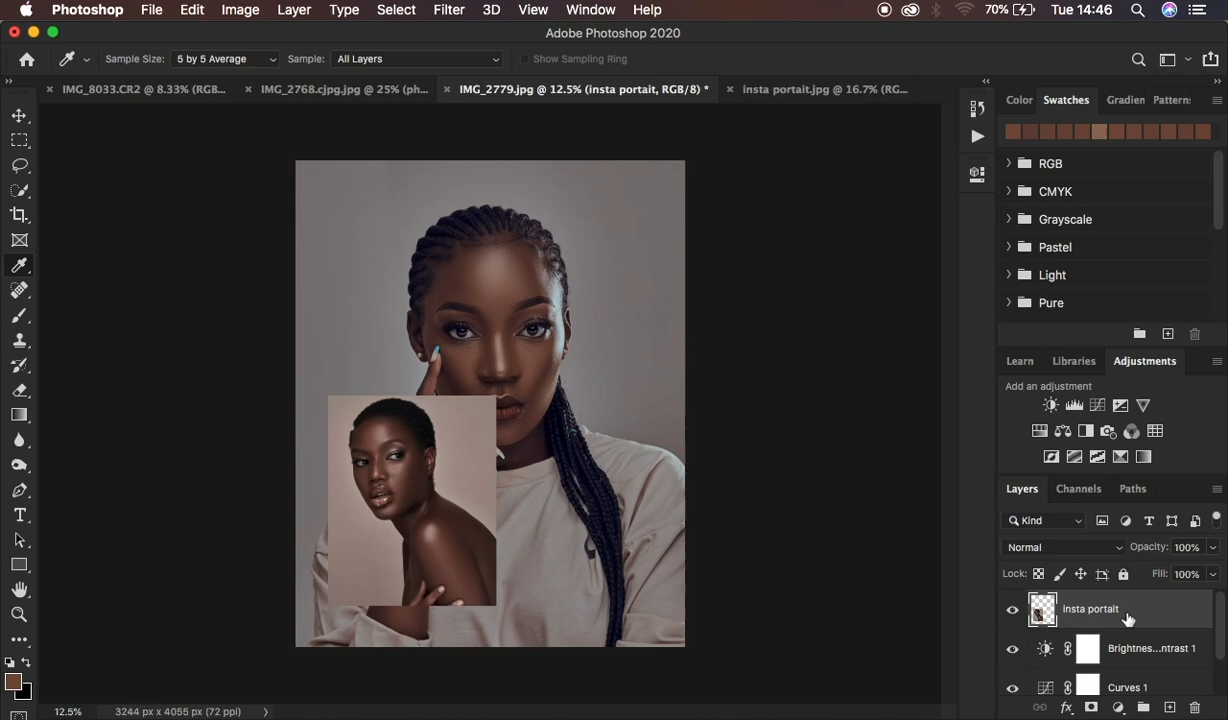 Photoshop File Edit Image Layer Type Select Filter 3D View Window Help 70% Tue 14:46
Adobe Photoshop 2020
Sample Size: 5 by 5 Average Sample: All Layers Show Sampling Ring
IMG_8033.CR2 @ 8.33% (RGB... IMG_2768.cjpg.jpg @ 25% (ph... IMG_2779.jpg @ 12.5% (insta portait, RGB/8) * insta portait.jpg @ 16.7% (RG...
Color Swatches Gradien Patterns
RGB
CMYK
Grayscale
Pastel
Light
Pure
Learn Libraries Adjustments
Add an adjustment
Layers Channels Paths
Kind
Normal Opacity: 100%
Lock: Fill: 100%
insta portait
Brightnes...ntrast 1
Curves 1
fx
12.5% 3244 px x 4055 px (72 ppi)